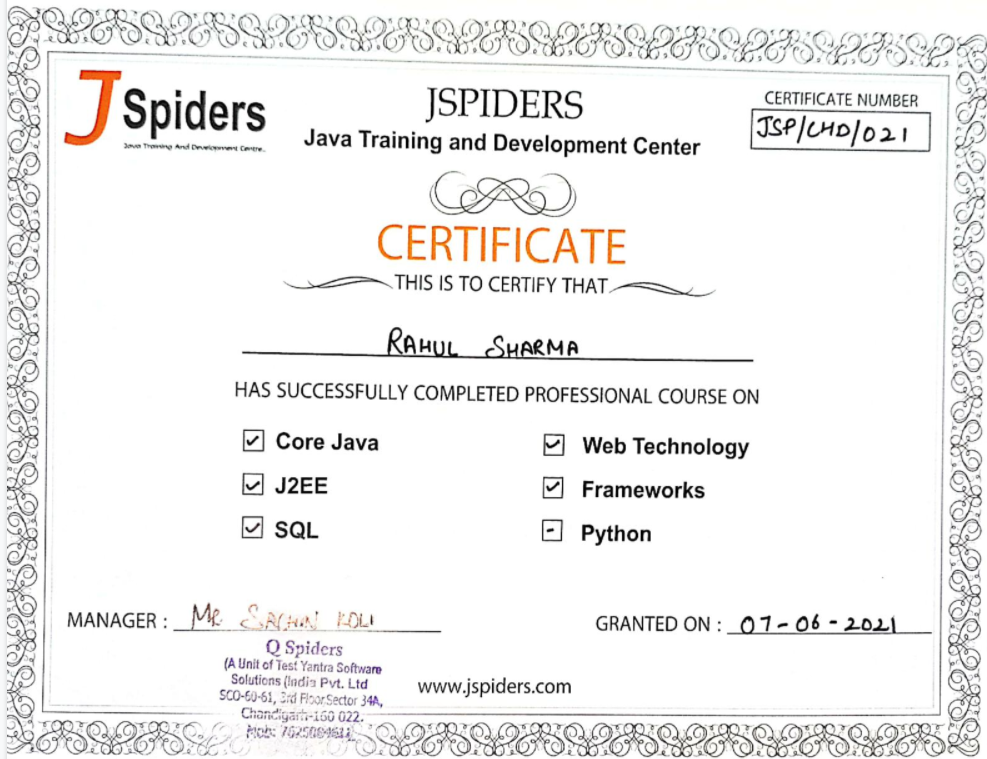 J Spiders
Java Training And Development Centre..
JSPIDERS
Java Training and Development Center
CERTIFICATE NUMBER
JSP/CHD/021
CERTIFICATE
THIS IS TO CERTIFY THAT
RAHUL SHARMA
HAS SUCCESSFULLY COMPLETED PROFESSIONAL COURSE ON
Core Java
Web Technology
J2EE
Frameworks
SQL
Python
MANAGER : MR SACHIN KOLI
GRANTED ON : 07-06-2021
Q Spiders
(A Unit of Test Yantra Software
Solutions (India Pvt. Ltd
SCO-60-61, 3rd Floor Sector 34A,
Chandigarh-160 022.
Mob:
www.jspiders.com